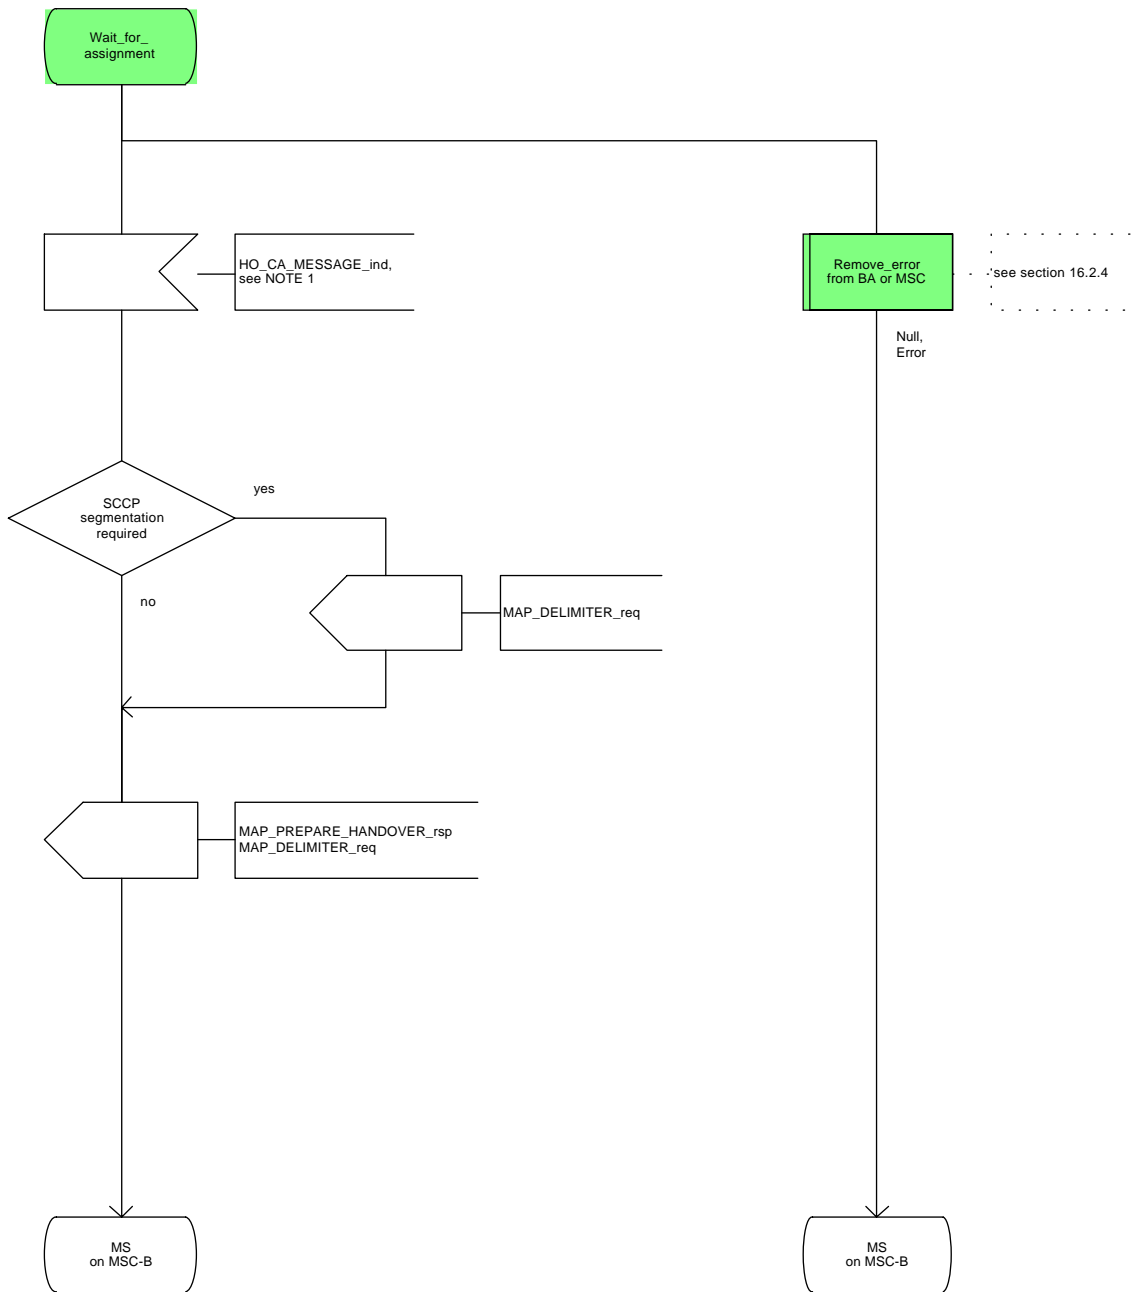 Wait_for_
assignment
HO_CA_MESSAGE_ind,
see NOTE 1
Remove_error
from BA or MSC
see section 16.2.4
Null,
Error
SCCP
segmentation
required
yes
no
MAP_DELIMITER_req
MAP_PREPARE_HANDOVER_rsp
MAP_DELIMITER_req
MS
on MSC-B
MS
on MSC-B